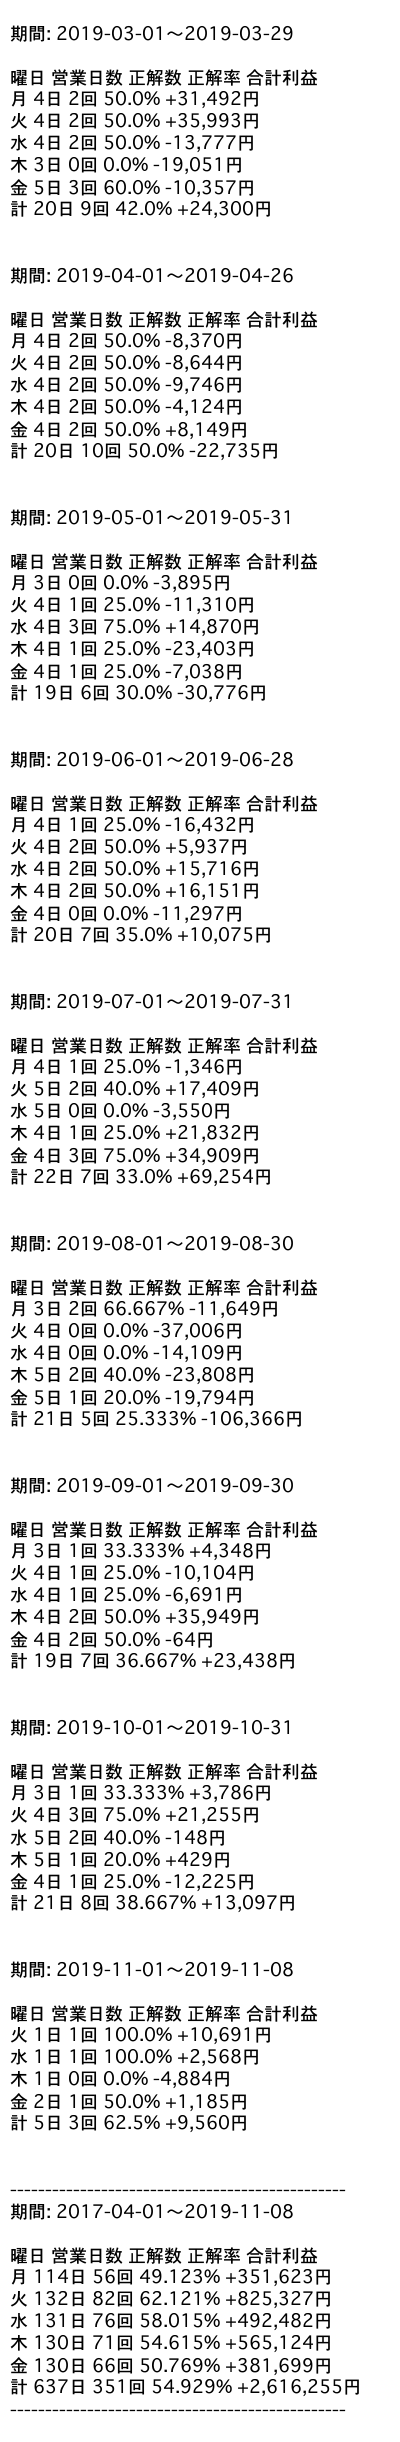 期間: 2019-03-01～2019-03-29
曜日 営業日数 正解数 正解率 合計利益
月 4日 2回 50.0% +31,492円
火 4日 2回 50.0% +35,993円
水 4日 2回 50.0% -13,777円
木 3日 0回 0.0% -19,051円
金 5日 3回 60.0% -10,357円
計 20日 9回 42.0% +24,300円
期間: 2019-04-01～2019-04-26
曜日 営業日数 正解数 正解率 合計利益
月 4日 2回 50.0% -8,370円
火 4日 2回 50.0% -8,644円
水 4日 2回 50.0% -9,746円
木 4日 2回 50.0% -4,124円
金 4日 2回 50.0% +8,149円
計 20日 10回 50.0% -22,735円
期間: 2019-05-01～2019-05-31
曜日 営業日数 正解数 正解率 合計利益
月 3日 0回 0.0% -3,895円
火 4日 1回 25.0% -11,310円
水 4日 3回 75.0% +14,870円
木 4日 1回 25.0% -23,403円
金 4日 1回 25.0% -7,038円
計 19日 6回 30.0% -30,776円
期間: 2019-06-01～2019-06-28
曜日 営業日数 正解数 正解率 合計利益
月 4日 1回 25.0% -16,432円
火 4日 2回 50.0% +5,937円
水 4日 2回 50.0% +15,716円
木 4日 2回 50.0% +16,151円
金 4日 0回 0.0% -11,297円
計 20日 7回 35.0% +10,075円
期間: 2019-07-01～2019-07-31
曜日 営業日数 正解数 正解率 合計利益
月 4日 1回 25.0% -1,346円
火 5日 2回 40.0% +17,409円
水 5日 0回 0.0% -3,550円
木 4日 1回 25.0% +21,832円
金 4日 3回 75.0% +34,909円
計 22日 7回 33.0% +69,254円
期間: 2019-08-01～2019-08-30
曜日 営業日数 正解数 正解率 合計利益
月 3日 2回 66.667% -11,649円
火 4日 0回 0.0% -37,006円
水 4日 0回 0.0% -14,109円
木 5日 2回 40.0% -23,808円
金 5日 1回 20.0% -19,794円
計 21日 5回 25.333% -106,366円
期間: 2019-09-01～2019-09-30
曜日 営業日数 正解数 正解率 合計利益
月 3日 1回 33.333% +4,348円
火 4日 1回 25.0% -10,104円
水 4日 1回 25.0% -6,691円
木 4日 2回 50.0% +35,949円
金 4日 2回 50.0% -64円
計 19日 7回 36.667% +23,438円
期間: 2019-10-01～2019-10-31
曜日 営業日数 正解数 正解率 合計利益
月 3日 1回 33.333% +3,786円
火 4日 3回 75.0% +21,255円
水 5日 2回 40.0% -148円
木 5日 1回 20.0% +429円
金 4日 1回 25.0% -12,225円
計 21日 8回 38.667% +13,097円
期間: 2019-11-01～2019-11-08
曜日 営業日数 正解数 正解率 合計利益
火 1日 1回 100.0% +10,691円
水 1日 1回 100.0% +2,568円
木 1日 0回 0.0% -4,884円
金 2日 1回 50.0% +1,185円
計 5日 3回 62.5% +9,560円
------------------------------------------------
期間: 2017-04-01～2019-11-08
曜日 営業日数 正解数 正解率 合計利益
月 114日 56回 49.123% +351,623円
火 132日 82回 62.121% +825,327円
水 131日 76回 58.015% +492,482円
木 130日 71回 54.615% +565,124円
金 130日 66回 50.769% +381,699円
計 637日 351回 54.929% +2,616,255円
------------------------------------------------